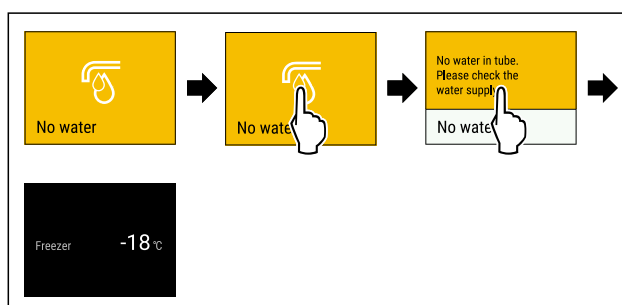 No water
No wate
No water in tube.
Please check the
water supply
No wate
Freezer
-18 °C